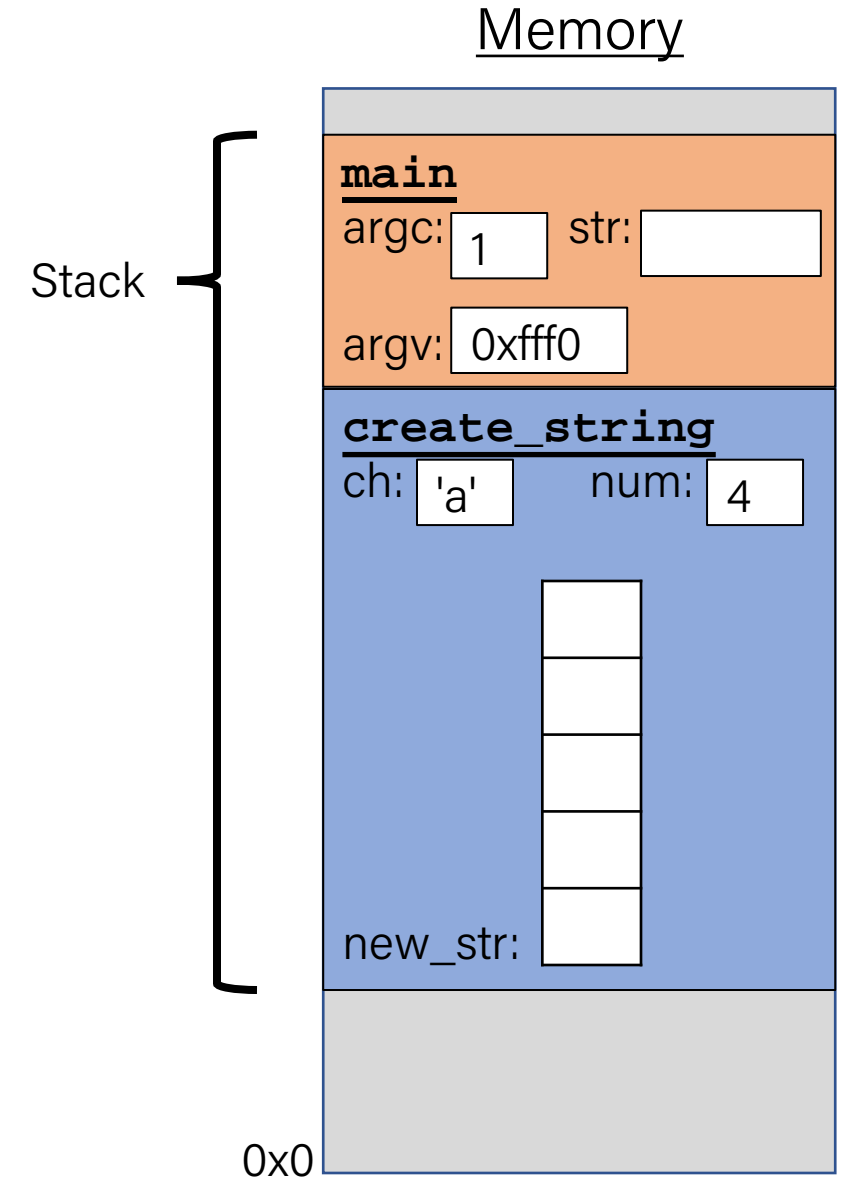 Memory
main
argc: 1 str:
Stack
argv: 0xfff0
create_string
ch: 'a' num: 4
new_str:
0x0